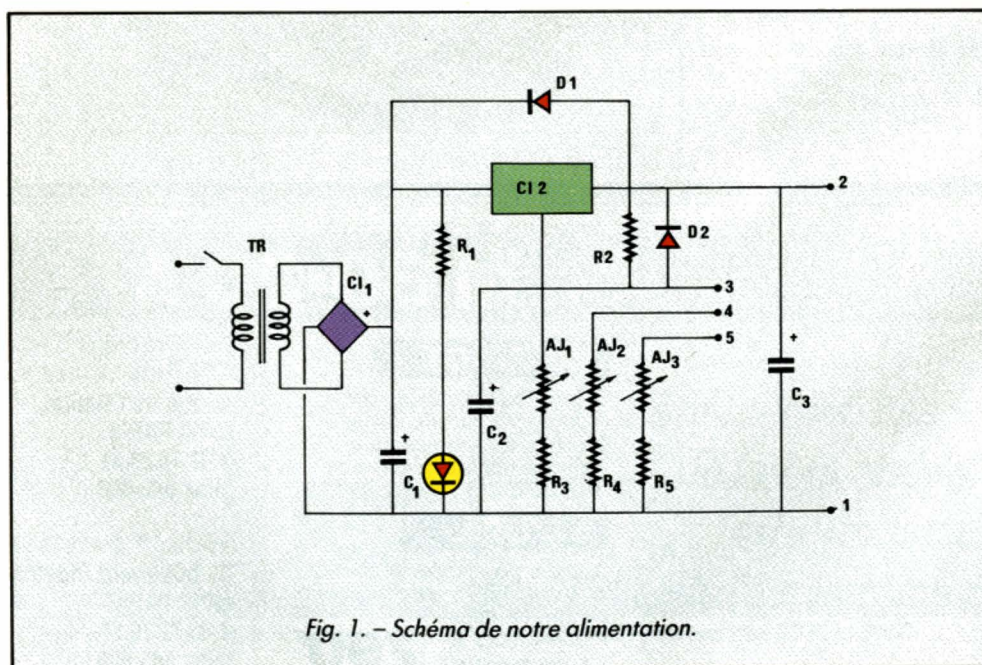 D1
CI 2
2
R1
R2
D2
TR
CI1
+
3
4
5
AJ1
AJ2
AJ3
+
C2
+
C3
+
C1
R3
R4
R5
1
Fig. 1. – Schéma de notre alimentation.